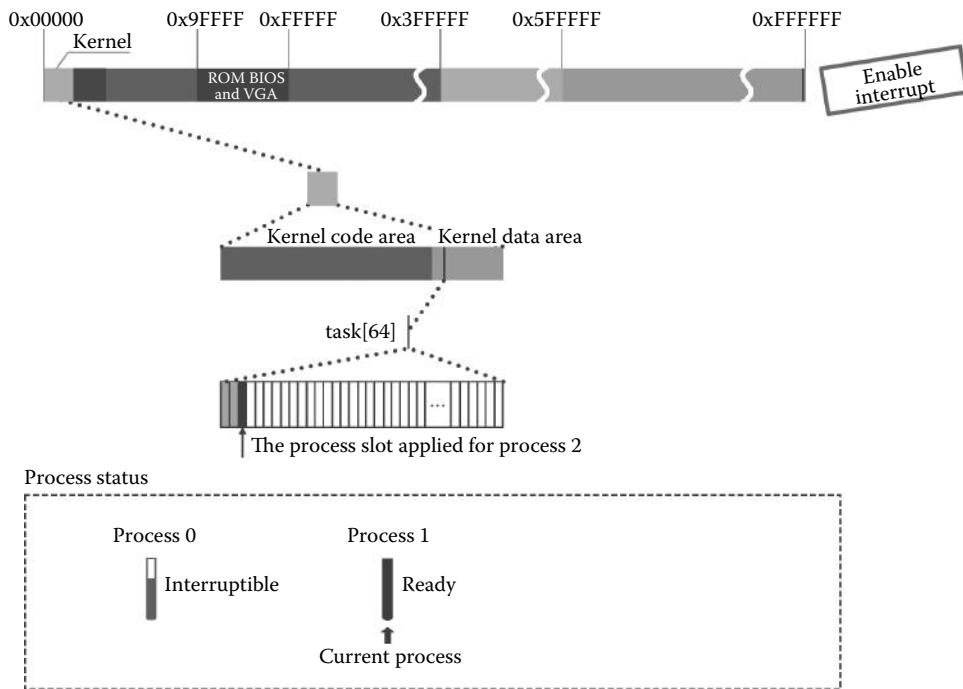 0x00000 0x9FFFF 0xFFFFF 0x3FFFFF 0x5FFFFF 0xFFFFFF
Kernel
ROM BIOS
and VGA
Enable
interrupt
Kernel code area Kernel data area
task[64]
...
The process slot applied for process 2
Process status
Process 0 Process 1
Interruptible Ready
Current process